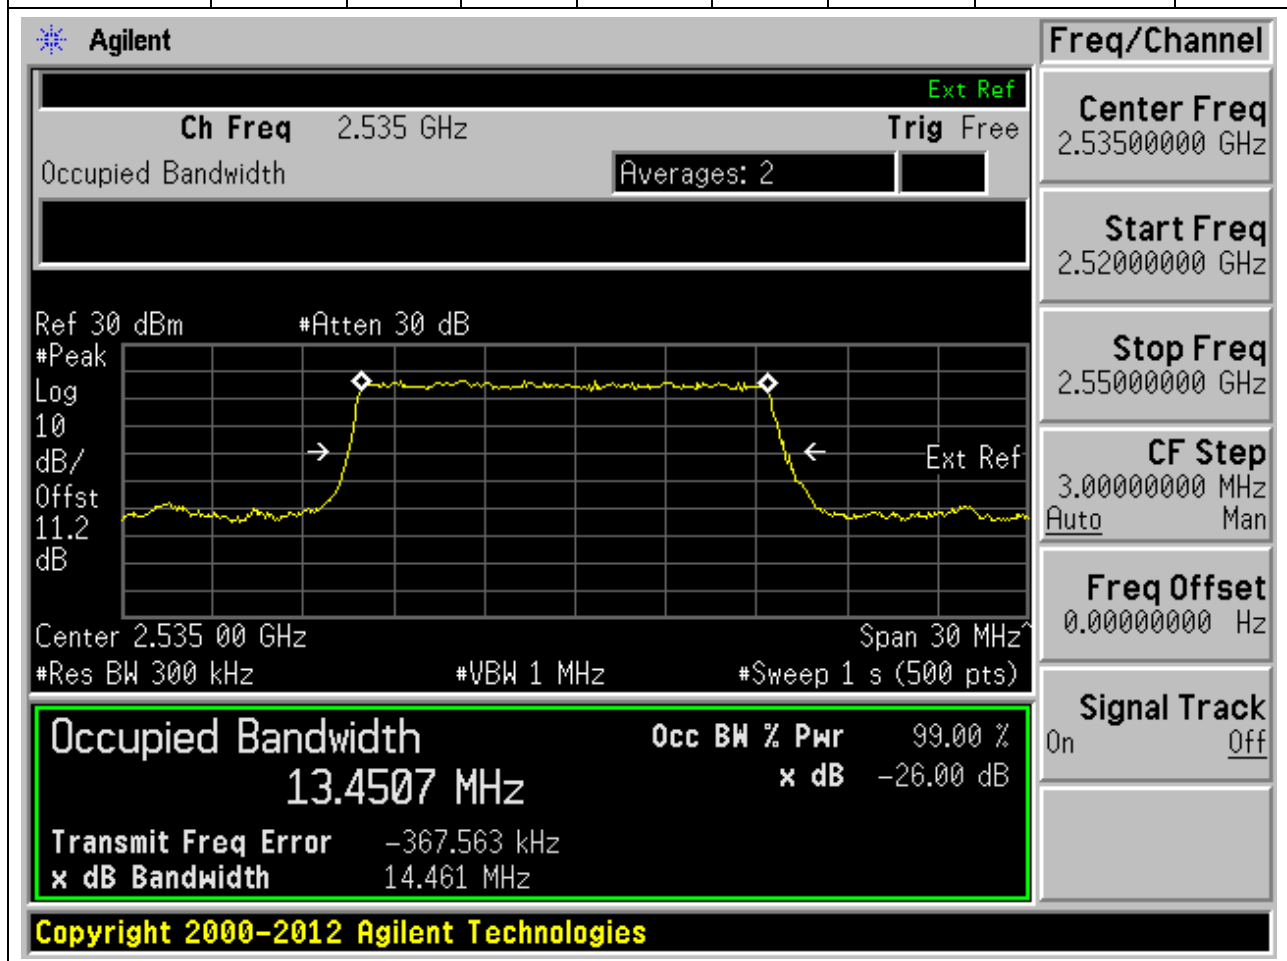 Agilent
Freq/Channel
Ext Ref
Ch Freq 2.535 GHz Trig Free
Occupied Bandwidth Averages: 2
Center Freq
2.53500000 GHz
Start Freq
2.52000000 GHz
Stop Freq
2.55000000 GHz
CF Step
3.00000000 MHz
Auto Man
Freq Offset
0.00000000 Hz
Signal Track
On Off
Ref 30 dBm #Atten 30 dB
#Peak
Log
10
dB/
Offst
11.2
dB
Ext Ref
Center 2.535 00 GHz Span 30 MHz^
#Res BW 300 kHz #VBW 1 MHz #Sweep 1 s (500 pts)
Occupied Bandwidth
13.4507 MHz
Occ BW % Pwr 99.00 %
x dB -26.00 dB
Transmit Freq Error -367.563 kHz
x dB Bandwidth 14.461 MHz
Copyright 2000-2012 Agilent Technologies